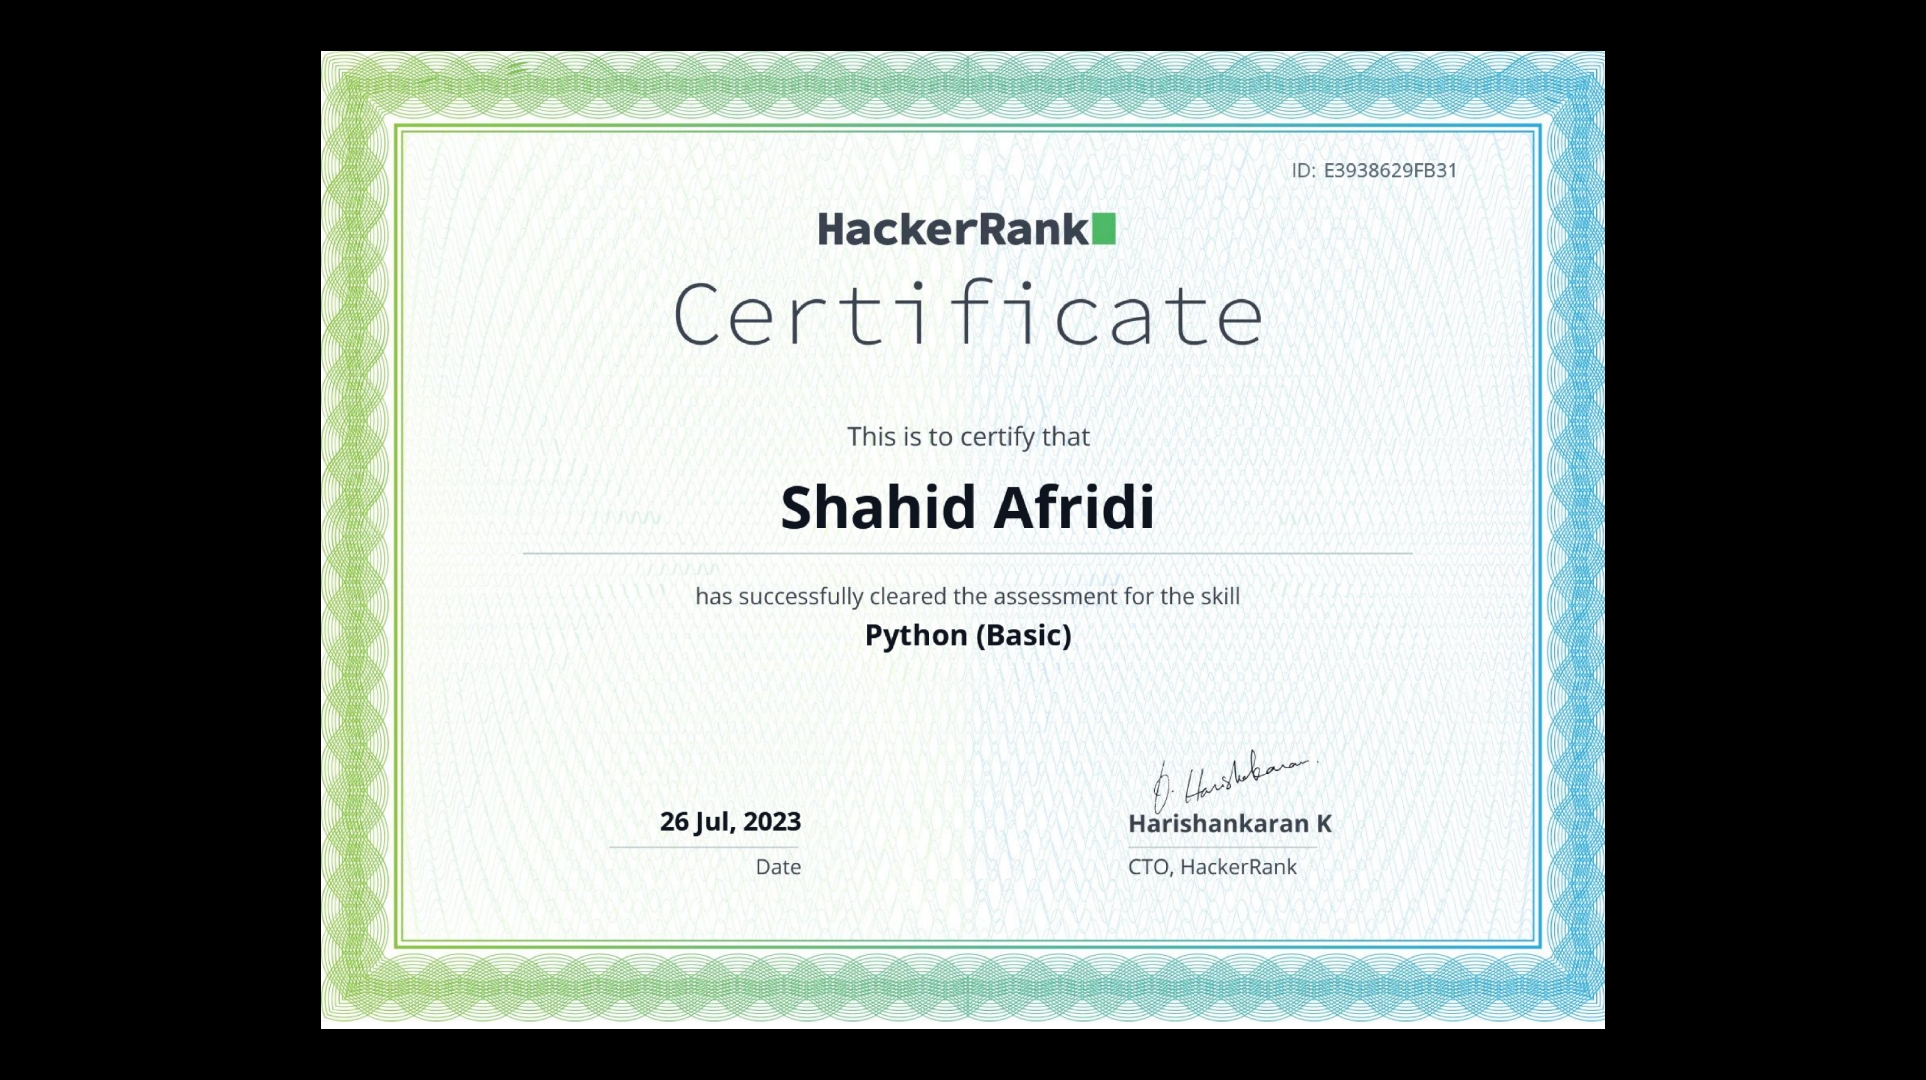 ID: E3938629FB31
HackerRank
Certificate
This is to certify that
Shahid Afridi
has successfully cleared the assessment for the skill
Python (Basic)
26 Jul, 2023
Date
Harishankaran K
CTO, HackerRank